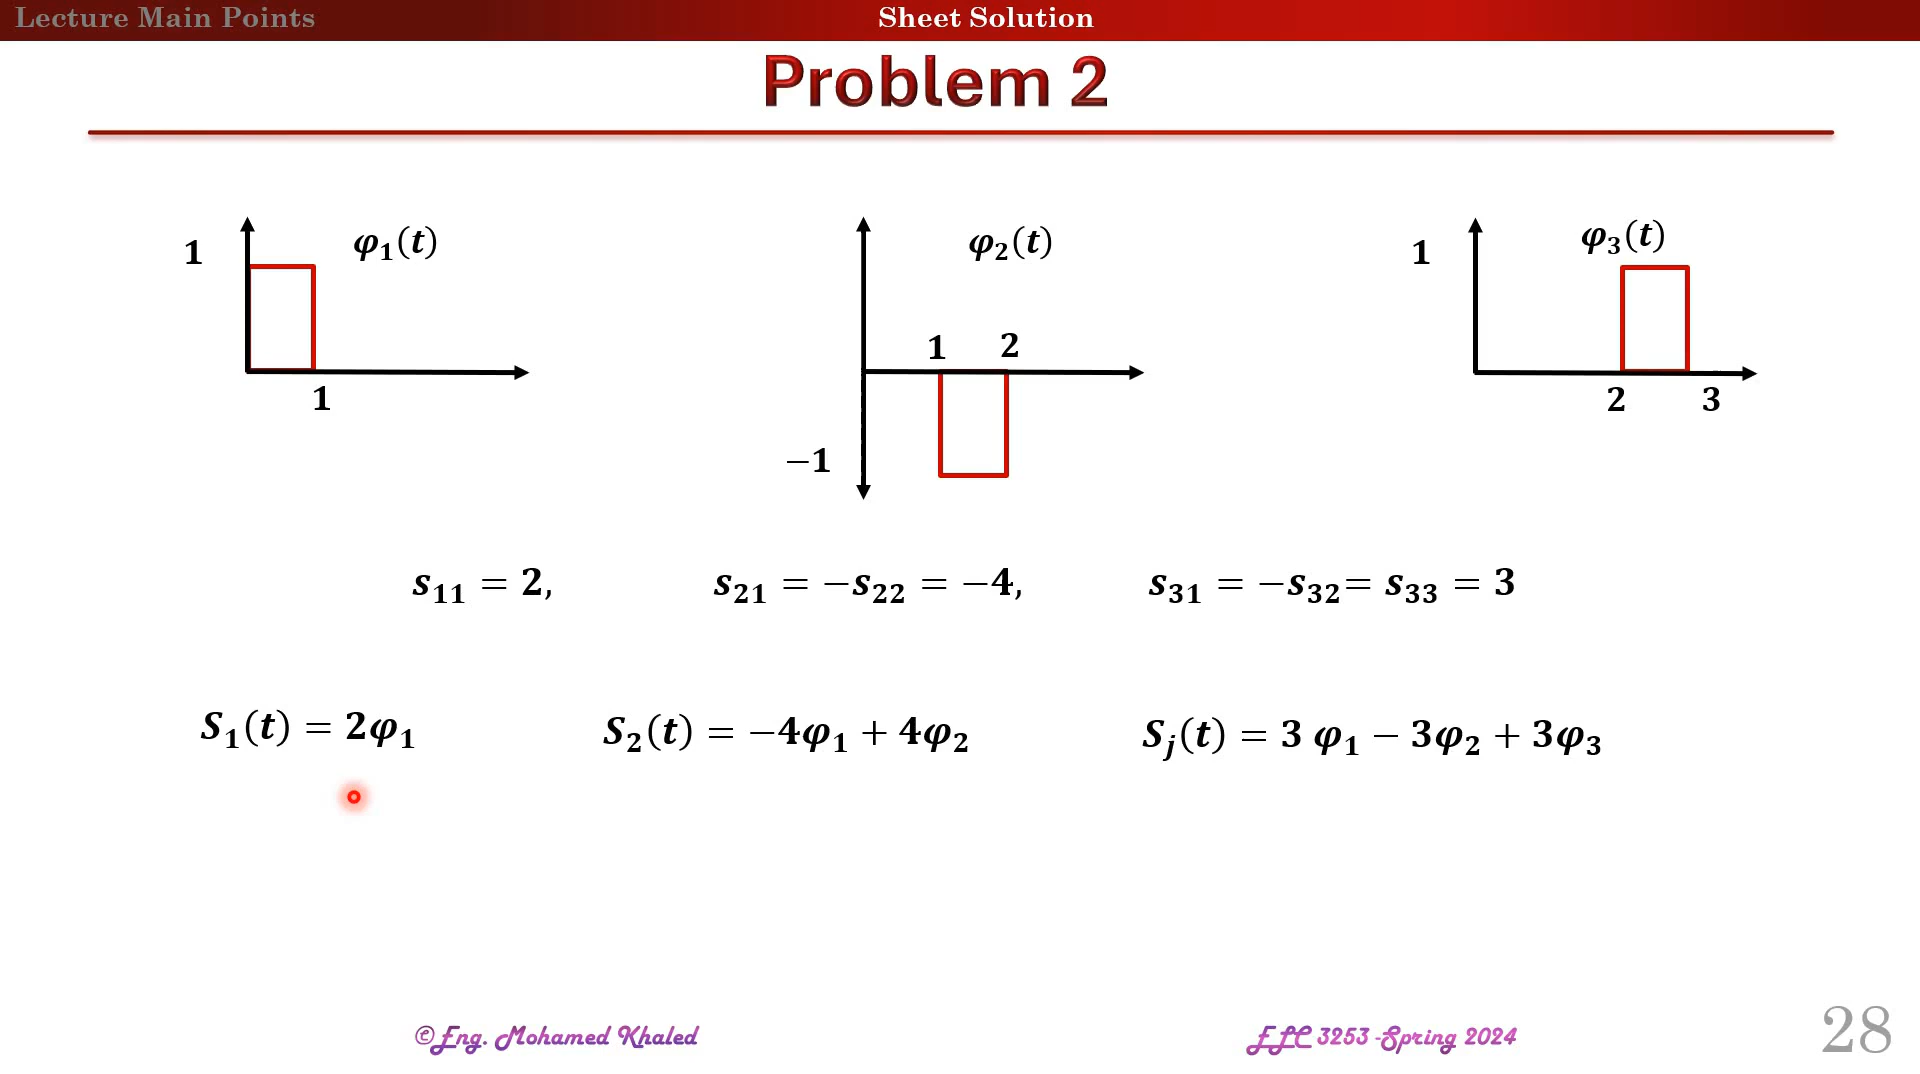 Lecture Main Points
Sheet Solution
Problem 2
1
φ₁(t)
1
φ₂(t)
1
2
−1
1
φ₃(t)
2
3
s₁₁ = 2,
s₂₁ = −s₂₂ = −4,
s₃₁ = −s₃₂= s₃₃ = 3
S₁(t) = 2φ₁
S₂(t) = −4φ₁ + 4φ₂
Sⱼ(t) = 3 φ₁ − 3φ₂ + 3φ₃
©Eng. Mohamed Khaled
ELC 3253 -Spring 2024
28